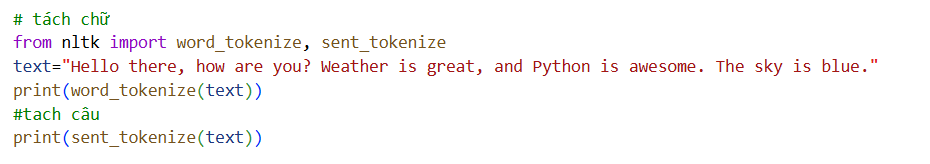 # tách chữ
from nltk import word_tokenize, sent_tokenize
text="Hello there, how are you? Weather is great, and Python is awesome. The sky is blue."
print(word_tokenize(text))
#tach câu
print(sent_tokenize(text))